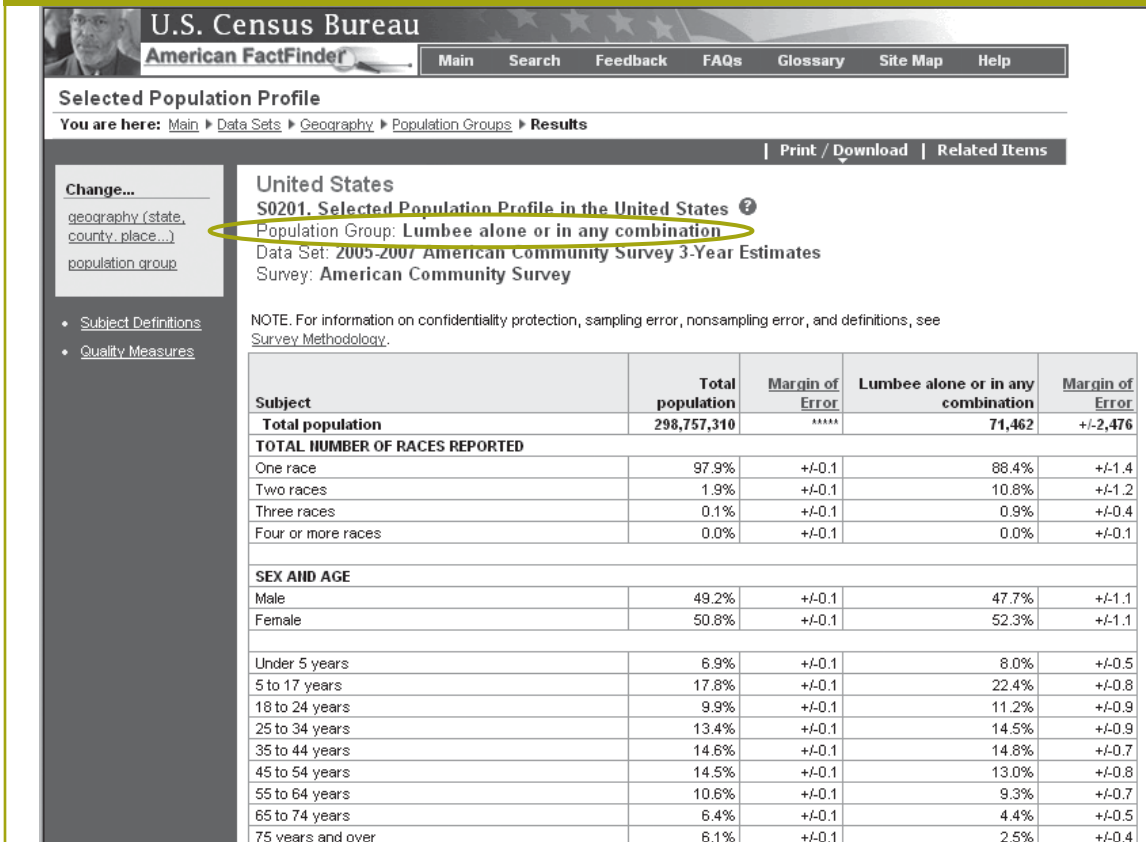 U.S. Census Bureau
American FactFinder
Main Search Feedback FAQs Glossary Site Map Help
Selected Population Profile
You are here: Main ▶ Data Sets ▶ Geography ▶ Population Groups ▶ Results
| Print / Download | Related Items
Change...
geography (state,
county, place...)
population group
• Subject Definitions
• Quality Measures
United States
S0201. Selected Population Profile in the United States ?
Population Group: Lumbee alone or in any combination
Data Set: 2005-2007 American Community Survey 3-Year Estimates
Survey: American Community Survey
NOTE. For information on confidentiality protection, sampling error, nonsampling error, and definitions, see
Survey Methodology.
Subject Total population Margin of Error Lumbee alone or in any combination Margin of Error
Total population 298,757,310 ***** 71,462 +/-2,476
TOTAL NUMBER OF RACES REPORTED
One race 97.9% +/-0.1 88.4% +/-1.4
Two races 1.9% +/-0.1 10.8% +/-1.2
Three races 0.1% +/-0.1 0.9% +/-0.4
Four or more races 0.0% +/-0.1 0.0% +/-0.1
SEX AND AGE
Male 49.2% +/-0.1 47.7% +/-1.1
Female 50.8% +/-0.1 52.3% +/-1.1
Under 5 years 6.9% +/-0.1 8.0% +/-0.5
5 to 17 years 17.8% +/-0.1 22.4% +/-0.8
18 to 24 years 9.9% +/-0.1 11.2% +/-0.9
25 to 34 years 13.4% +/-0.1 14.5% +/-0.9
35 to 44 years 14.6% +/-0.1 14.8% +/-0.7
45 to 54 years 14.5% +/-0.1 13.0% +/-0.8
55 to 64 years 10.6% +/-0.1 9.3% +/-0.7
65 to 74 years 6.4% +/-0.1 4.4% +/-0.5
75 years and over 6.1% +/-0.1 2.5% +/-0.4